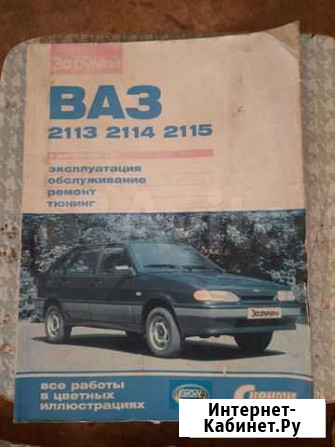 За рулем
ВАЗ
2113 2114 2115
эксплуатация
обслуживание
ремонт
тюнинг
За рулем
все работы
в цветных
иллюстрациях
Своими
Интернет-
Кабинет.Ру